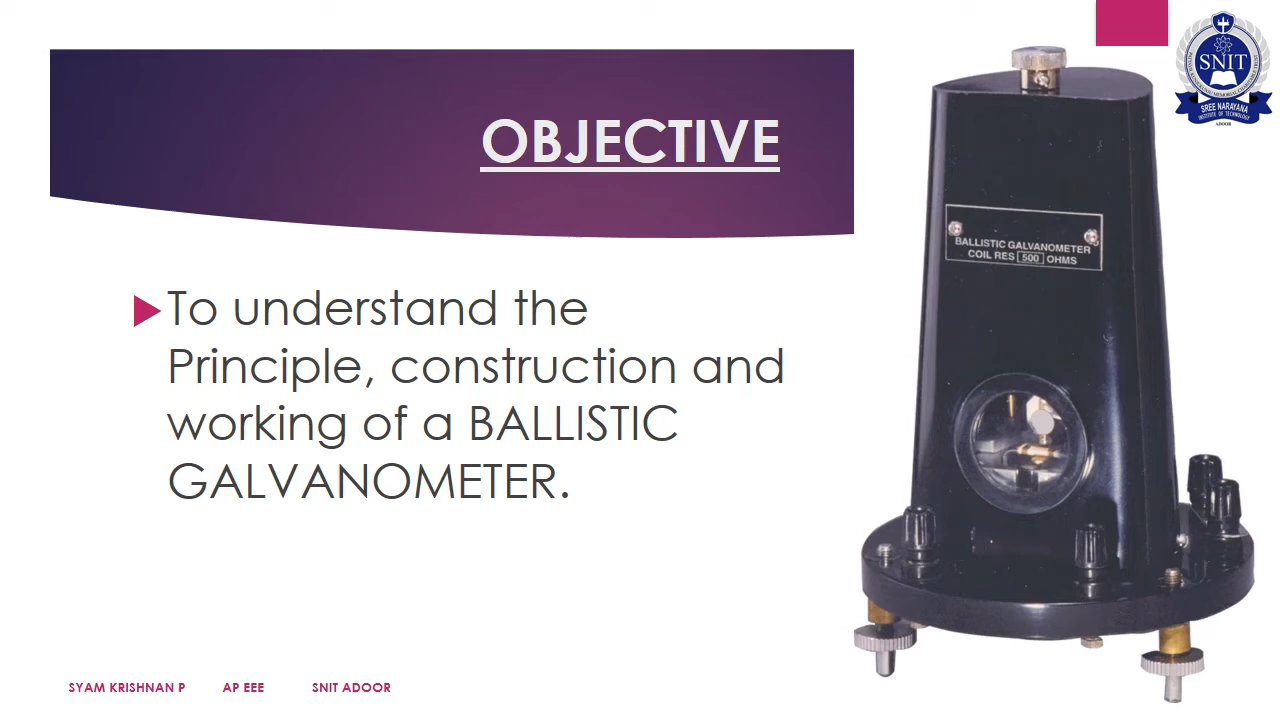 OBJECTIVE
To understand the
Principle, construction and
working of a BALLISTIC
GALVANOMETER.
BALLISTIC GALVANOMETER
COIL RES 500 OHMS
SNIT
SREE NARAYANA
INSTITUTE OF TECHNOLOGY
ADOOR
SYAM KRISHNAN P AP EEE SNIT ADOOR